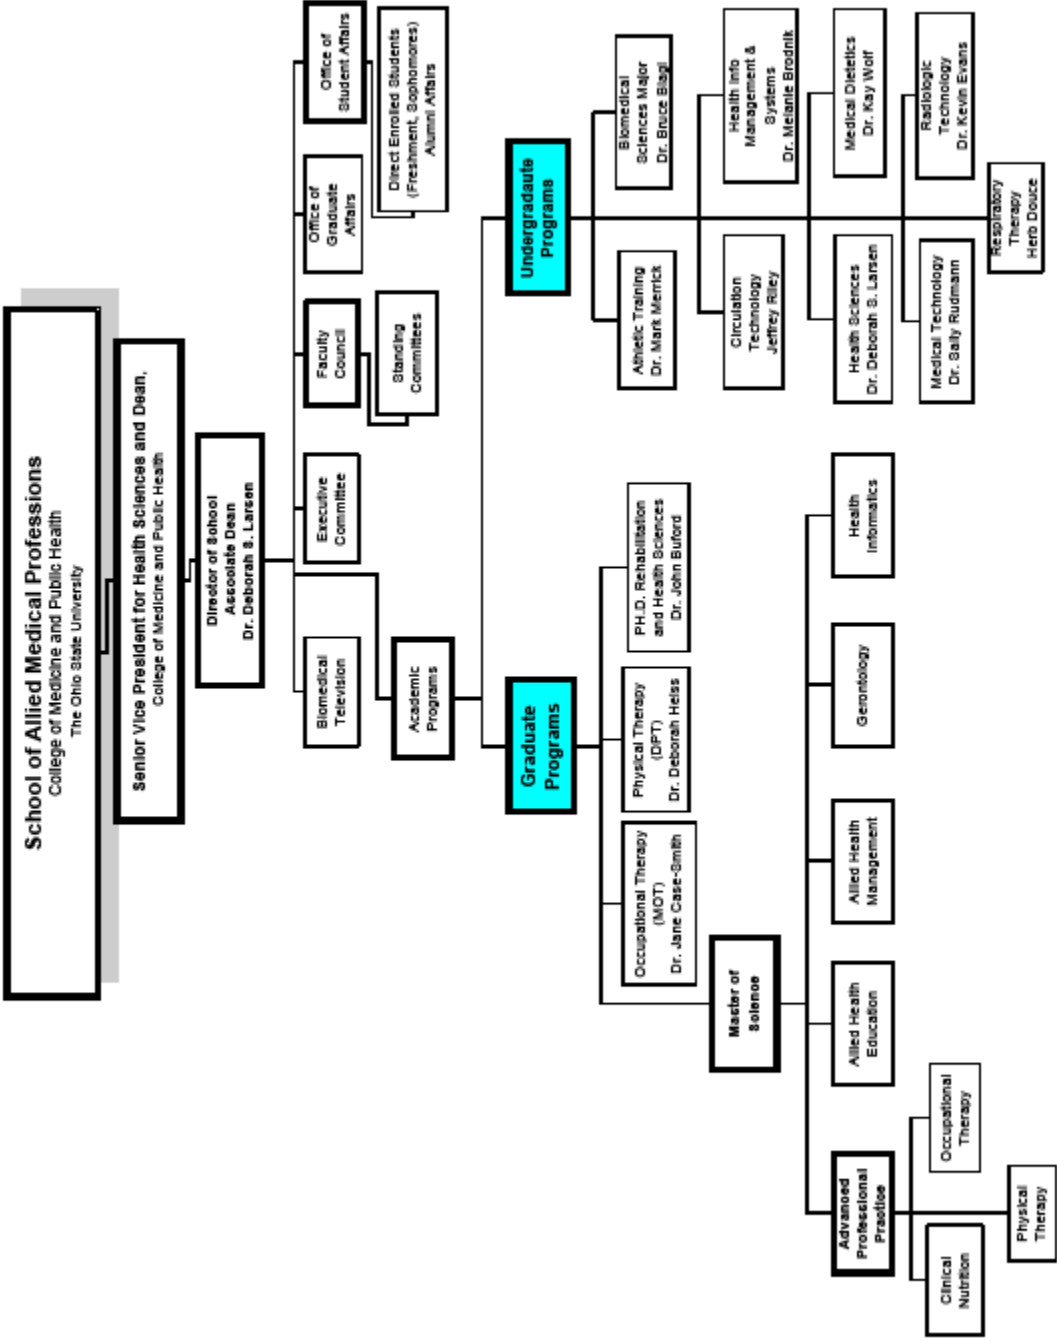 School of Allied Medical Professions
College of Medicine and Public Health
The Ohio State University
Senior Vice President for Health Sciences and Dean,
College of Medicine and Public Health
Director of School
Associate Dean
Dr. Deborah S. Larsen
Biomedical
Television
Executive
Committee
Faculty
Council
Office of
Graduate
Affairs
Office of
Student Affairs
Standing
Committees
Direct Enrolled Students
(Freshment, Sophomores)
Alumni Affairs
Academic
Programs
Graduate
Programs
Undergradaute
Programs
Occupational Therapy
(MOT)
Dr. Jane Case-Smith
Physical Therapy
(DPT)
Dr. Deborah Heiss
PH.D. Rehabilitation
and Health Sciences
Dr. John Buford
Athletic Training
Dr. Mark Merrick
Biomedical
Sciences Major
Dr. Bruce Biagi
Circulation
Technology
Jeffrey Riley
Health Info
Management &
Systems
Dr. Melanie Brodnik
Health Sciences
Dr. Deborah S. Larsen
Medical Dietetics
Dr. Kay Wolf
Medical Technology
Dr. Sally Rudmann
Radiologic
Technology
Dr. Kevin Evans
Respiratory
Therapy
Herb Douce
Master of
Science
Advanced
Professional
Practice
Allied Health
Education
Allied Health
Management
Gerontology
Health
Informatics
Clinical
Nutrition
Occupational
Therapy
Physical
Therapy